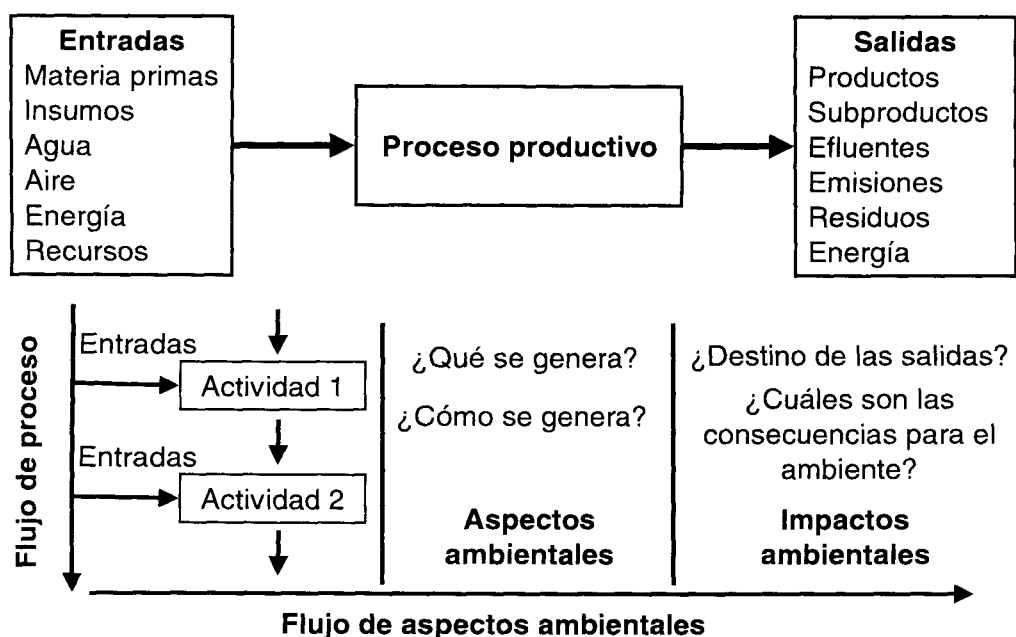 Entradas
Materia primas
Insumos
Agua
Aire
Energía
Recursos
Proceso productivo
Salidas
Productos
Subproductos
Efluentes
Emisiones
Residuos
Energía
Flujo de proceso
Entradas
Actividad 1
Entradas
Actividad 2
¿Qué se genera?
¿Cómo se genera?
Aspectos
ambientales
¿Destino de las salidas?
¿Cuáles son las
consecuencias para el
ambiente?
Impactos
ambientales
Flujo de aspectos ambientales